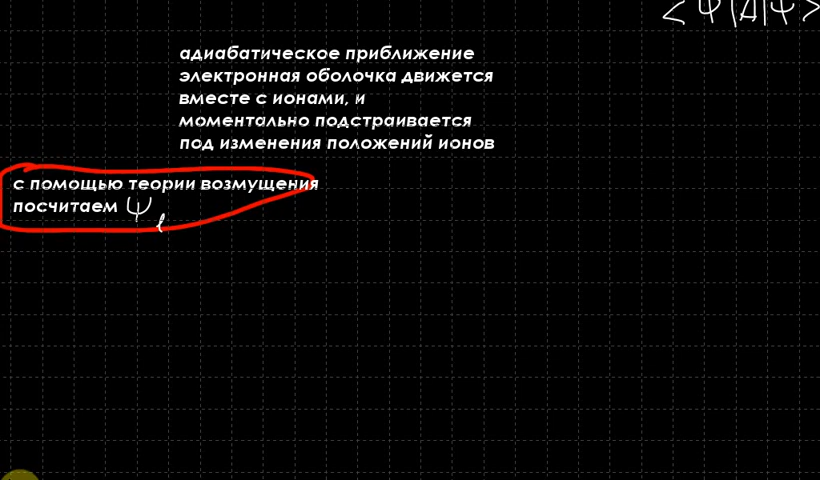 <ψ|A|ψ>
адиабатическое приближение
электронная оболочка движется
вместе с ионами, и
моментально подстраивается
под изменения положений ионов
с помощью теории возмущения
посчитаем ψ